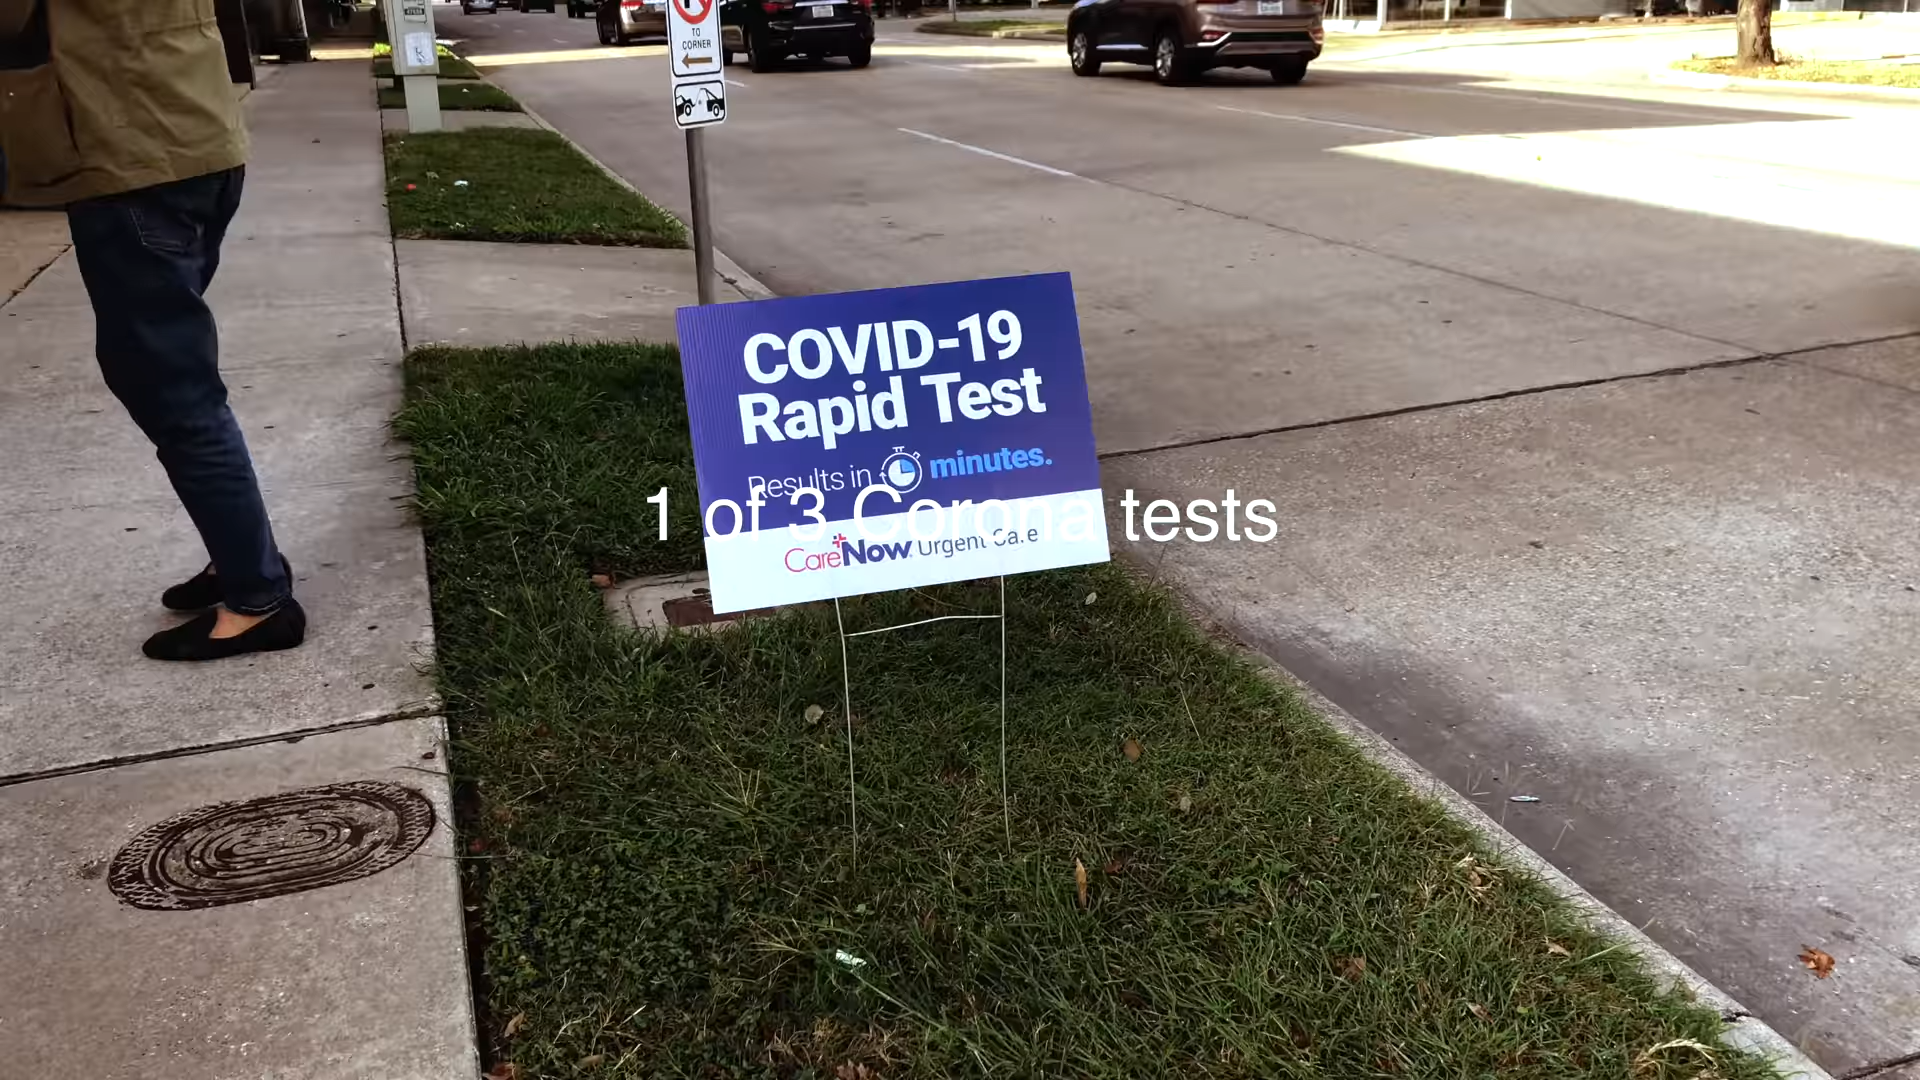 TO
CORNER
COVID-19
Rapid Test
Results in minutes.
1 of 3 Corona tests
CareNow Urgent Care